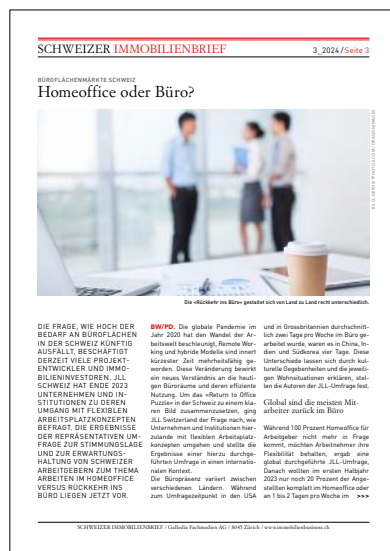 SCHWEIZER IMMOBILIENBRIEF
3_2024/Seite 3
BÜROFLÄCHENMÄRKTE SCHWEIZ
Homeoffice oder Büro?
Die «Rückkehr ins Büro» gestaltet sich von Land zu Land recht unterschiedlich.
DIE FRAGE, WIE HOCH DER
BEDARF AN BÜROFLÄCHEN
IN DER SCHWEIZ KÜNFTIG
AUSFÄLLT, BESCHÄFTIGT
DERZEIT VIELE PROJEKT-
ENTWICKLER UND IMMO-
BILIENINVESTOREN. JLL
SCHWEIZ HAT ENDE 2023
UNTERNEHMEN UND IN-
STITUTIONEN ZU DEREN
UMGANG MIT FLEXIBLEN
ARBEITSPLATZKONZEPTEN
BEFRAGT. DIE ERGEBNISSE
DER REPRÄSENTATIVEN UM-
FRAGE ZUR STIMMUNGSLAGE
UND ZUR ERWARTUNGS-
HALTUNG VON SCHWEIZER
ARBEITGEBERN ZUM THEMA
ARBEITEN IM HOMEOFFICE
VERSUS RÜCKKEHR INS
BÜRO LIEGEN JETZT VOR.
BW/PD. Die globale Pandemie im
Jahr 2020 hat den Wandel der Ar-
beitswelt beschleunigt, Remote Wor-
king und hybride Modelle sind innert
kürzester Zeit mehrheitsfähig ge-
worden. Diese Veränderung bewirkt
ein neues Verständnis an die heuti-
gen Büroräume und deren effiziente
Nutzung. Um das «Return to Office
Puzzle» in der Schweiz zu einem kla-
ren Bild zusammenzusetzen, ging
JLL Switzerland der Frage nach, wie
Unternehmen und Institutionen hier-
zulande mit flexiblen Arbeitsplatz-
konzepten umgehen und stellte die
Ergebnisse einer hierzu durchge-
führten Umfrage in einen internatio-
nalen Kontext.
Die Büropräsenz variiert zwischen
verschiedenen Ländern. Während
zum Umfragezeitpunkt in den USA
und in Grossbritannien durchschnitt-
lich zwei Tage pro Woche im Büro ge-
arbeitet wurde, waren es in China, In-
dien und Südkorea vier Tage. Diese
Unterschiede lassen sich durch kul-
turelle Gegebenheiten und die jeweili-
gen Wohnsituationen erklären, stel-
len die Autoren der JLL-Umfrage fest.
Global sind die meisten Mit-
arbeiter zurück im Büro
Während 100 Prozent Homeoffice für
Arbeitgeber nicht mehr in Frage
kommt, möchten Arbeitnehmer ihre
Flexibilität behalten, ergab eine
global durchgeführte JLL-Umfrage.
Danach wollten im ersten Halbjahr
2023 nur noch 20 Prozent der Ange-
stellten komplett im Homeoffice oder
an 1 bis 2 Tagen pro Woche im >>>
SCHWEIZER IMMOBILIENBRIEF / Galledia Fachmedien AG / 8045 Zürich / www.immobilienbusiness.ch